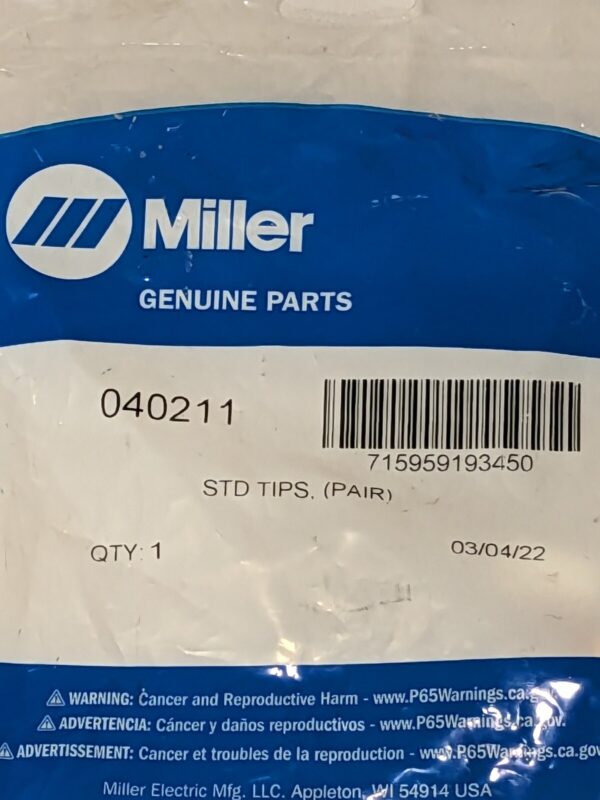 Miller
GENUINE PARTS
040211
715959193450
STD TIPS, (PAIR)
QTY: 1
03/04/22
WARNING: Cancer and Reproductive Harm - www.P65Warnings.ca.gov.
ADVERTENCIA: Cáncer y daños reproductivos - www.P65Warnings.ca.gov.
ADVERTISSEMENT: Cancer et troubles de la reproduction - www.P65Warnings.ca.gov
Miller Electric Mfg. LLC. Appleton, WI 54914 USA